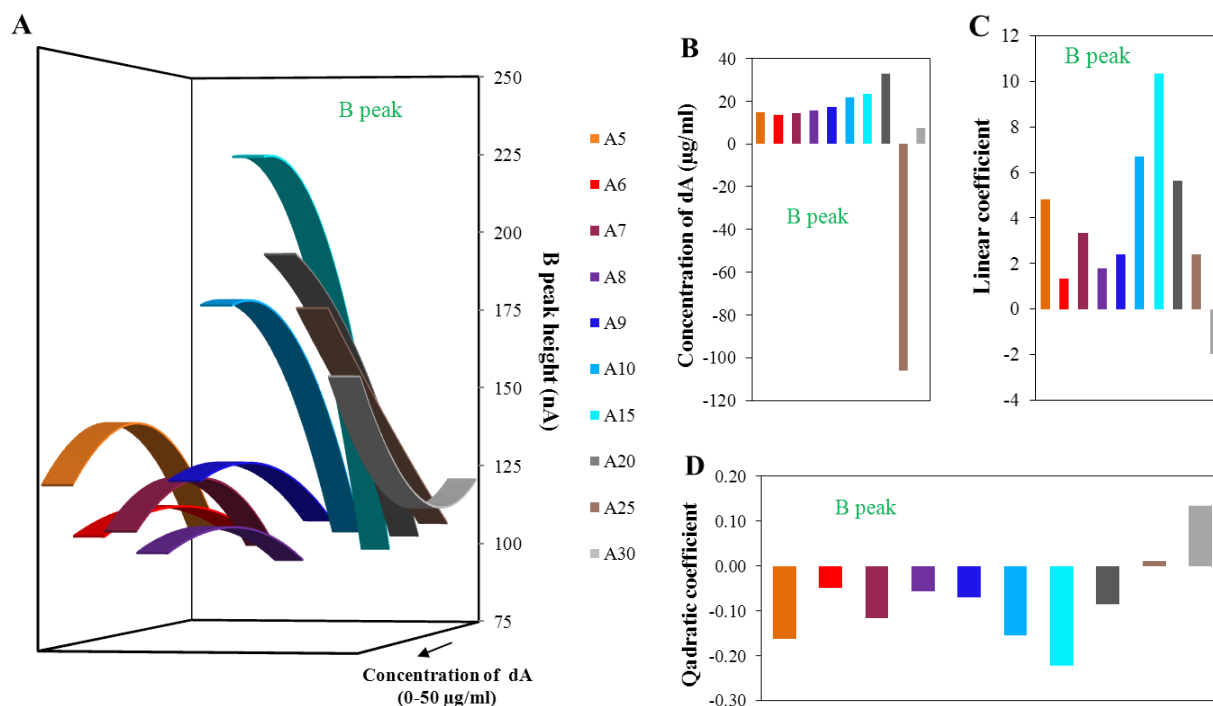 A
B peak
250
225
200
175
150
125
100
75
B peak height (nA)
Concentration of dA
(0-50 µg/ml)
A5
A6
A7
A8
A9
A10
A15
A20
A25
A30
B
Concentration of dA (µg/ml)
40
20
0
-20
-40
-60
-80
-100
-120
B peak
C
Linear coefficient
12
10
8
6
4
2
0
-2
-4
B peak
D
Qadratic coefficient
0.20
0.10
0.00
-0.10
-0.20
-0.30
B peak